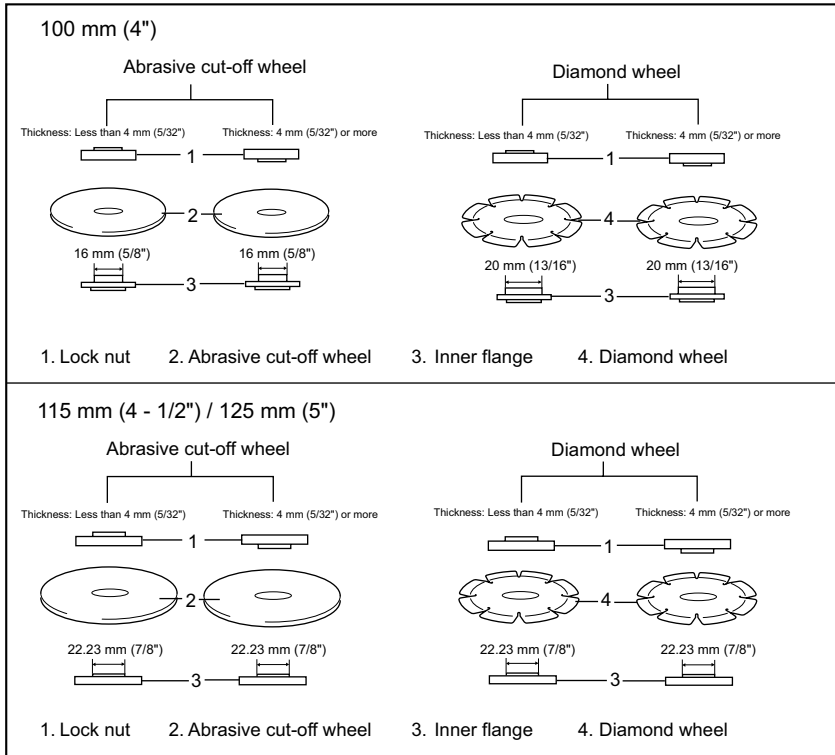 100 mm (4")
Abrasive cut-off wheel
Diamond wheel
Thickness: Less than 4 mm (5/32")
Thickness: 4 mm (5/32") or more
Thickness: Less than 4 mm (5/32")
Thickness: 4 mm (5/32") or more
1
1
2
4
16 mm (5/8")
16 mm (5/8")
20 mm (13/16")
20 mm (13/16")
3
3
1. Lock nut 2. Abrasive cut-off wheel 3. Inner flange 4. Diamond wheel
115 mm (4 - 1/2") / 125 mm (5")
Abrasive cut-off wheel
Diamond wheel
Thickness: Less than 4 mm (5/32")
Thickness: 4 mm (5/32") or more
Thickness: Less than 4 mm (5/32")
Thickness: 4 mm (5/32") or more
1
1
2
4
22.23 mm (7/8")
22.23 mm (7/8")
22.23 mm (7/8")
22.23 mm (7/8")
3
3
1. Lock nut 2. Abrasive cut-off wheel 3. Inner flange 4. Diamond wheel